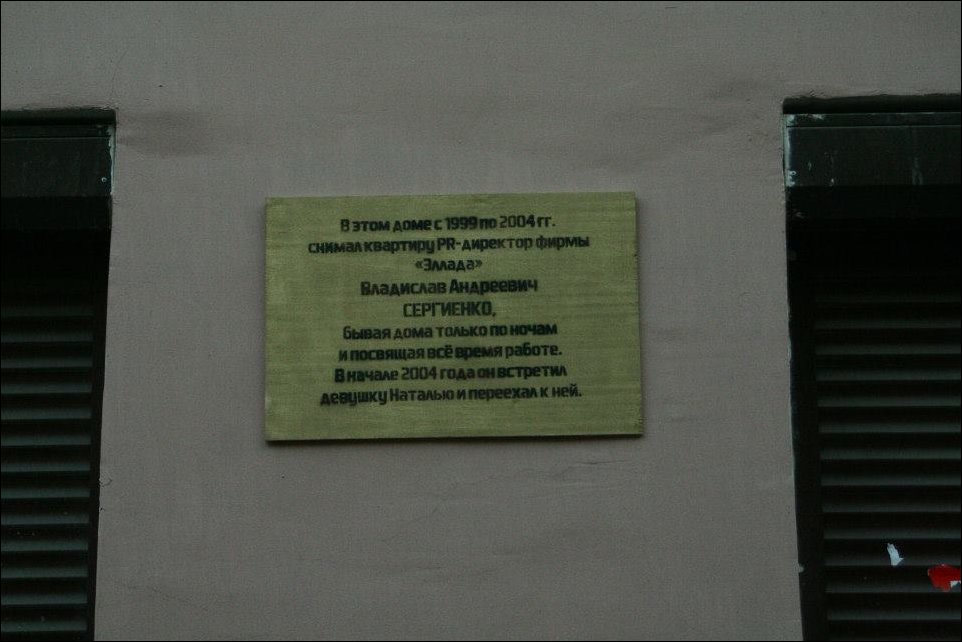 В этом доме с 1999 по 2004 гг.
снимал квартиру PR-директор фирмы
«Эллада»
Владислав Андреевич
СЕРГИЕНКО,
бывая дома только по ночам
и посвящая всё время работе.
В начале 2004 года он встретил
девушку Наталью и переехал к ней.